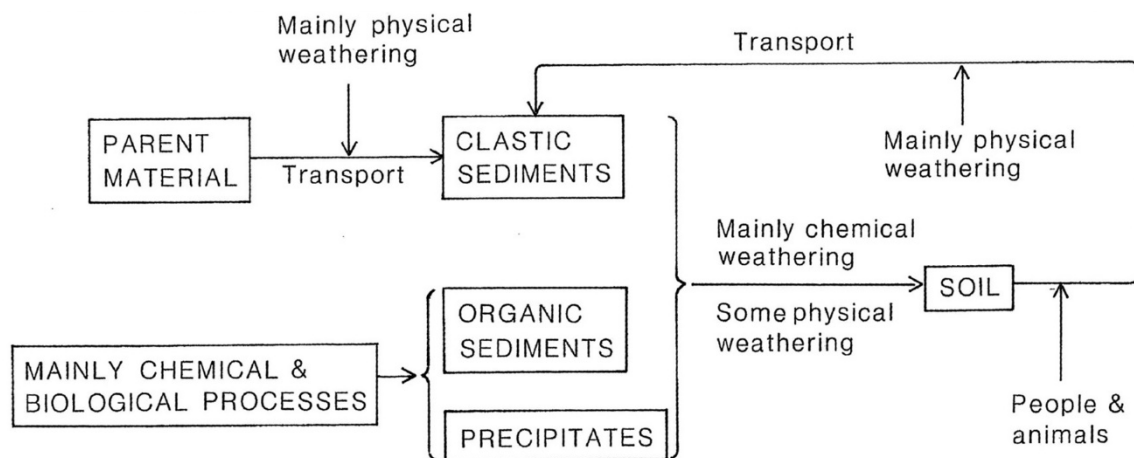 Mainly physical
weathering
Transport
PARENT
MATERIAL
Transport
CLASTIC
SEDIMENTS
Mainly physical
weathering
Mainly chemical
weathering
SOIL
Some physical
weathering
ORGANIC
SEDIMENTS
MAINLY CHEMICAL &
BIOLOGICAL PROCESSES
PRECIPITATES
People &
animals